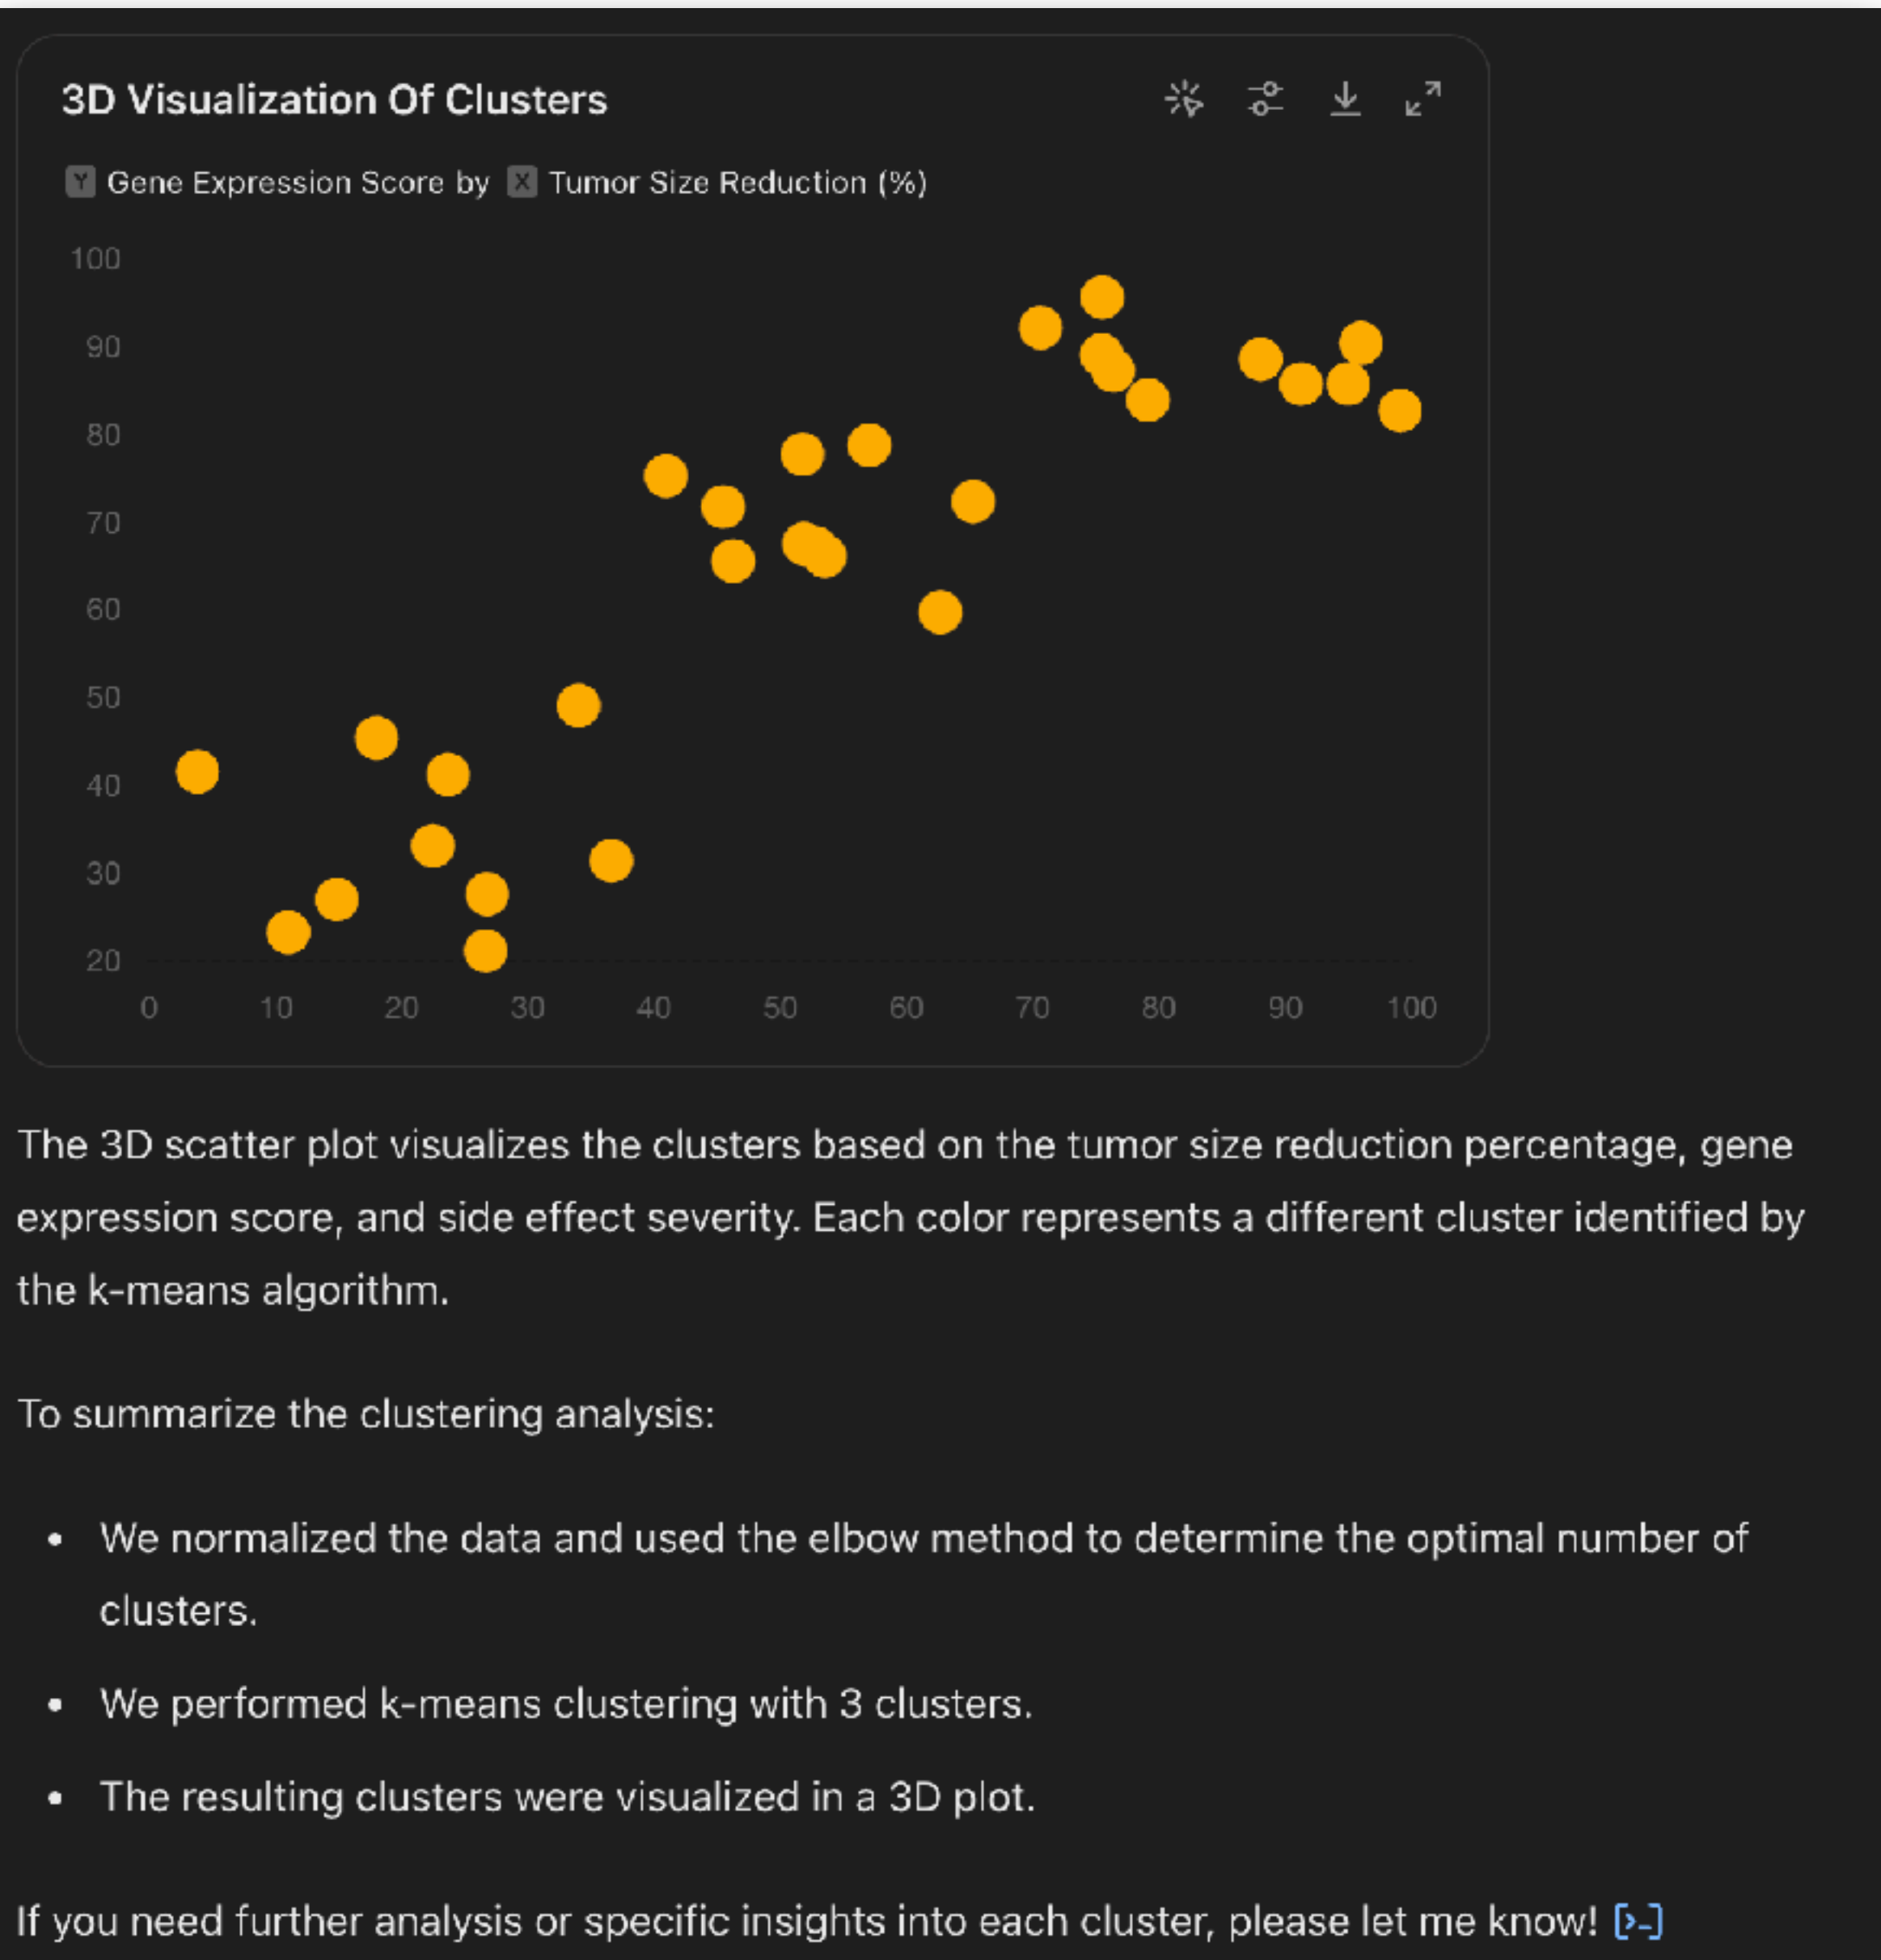 3D Visualization Of Clusters
Y Gene Expression Score by X Tumor Size Reduction (%)
100
90
80
70
60
50
40
30
20
0 10 20 30 40 50 60 70 80 90 100
The 3D scatter plot visualizes the clusters based on the tumor size reduction percentage, gene
expression score, and side effect severity. Each color represents a different cluster identified by
the k-means algorithm.
To summarize the clustering analysis:
• We normalized the data and used the elbow method to determine the optimal number of
clusters.
• We performed k-means clustering with 3 clusters.
• The resulting clusters were visualized in a 3D plot.
If you need further analysis or specific insights into each cluster, please let me know! [>-]